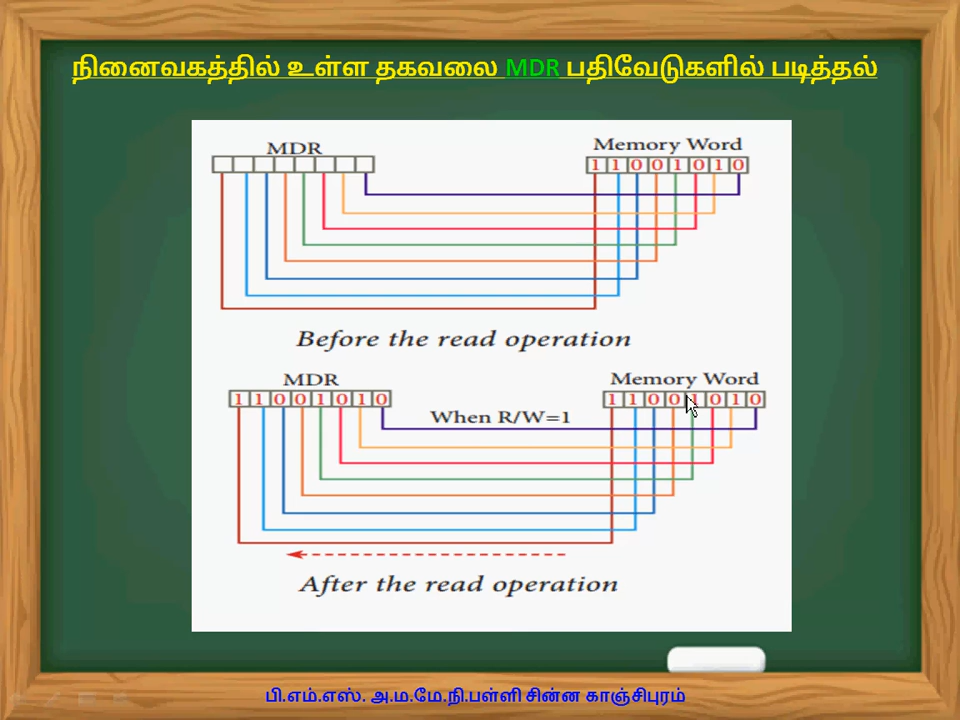 நினைவகத்தில் உள்ள தகவலை MDR பதிவேடுகளில் படித்தல்
MDR Memory Word
1 1 0 0 1 0 1 0
Before the read operation
MDR Memory Word
1 1 0 0 1 0 1 0 1 1 0 0 1 0 1 0
When R/W=1
After the read operation
பி.எம்.எஸ். அ.ம.மே.நி.பள்ளி சின்ன காஞ்சிபுரம்